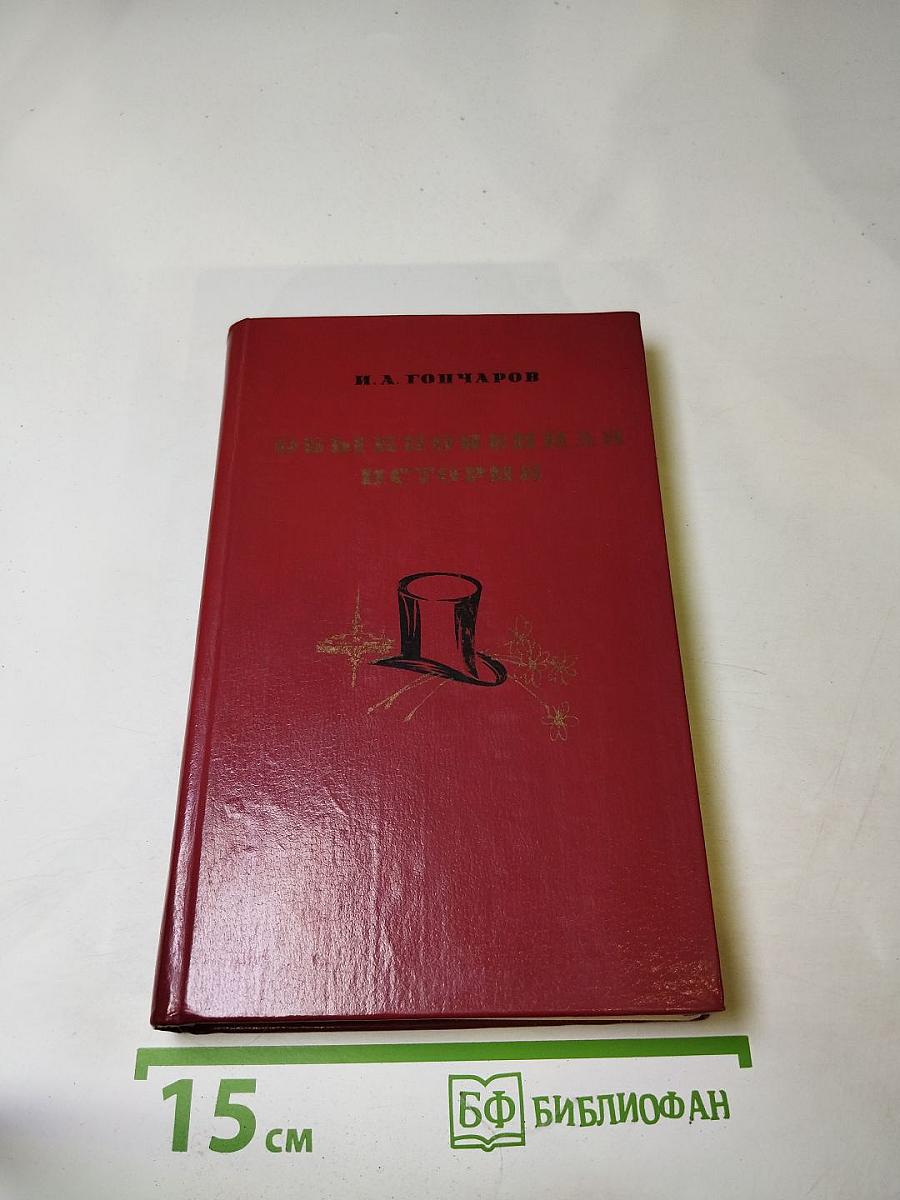 И. А. ГОНЧАРОВ
ОБЫКНОВЕННАЯ
ИСТОРИЯ
15 см
БФ БИБЛИОФАН